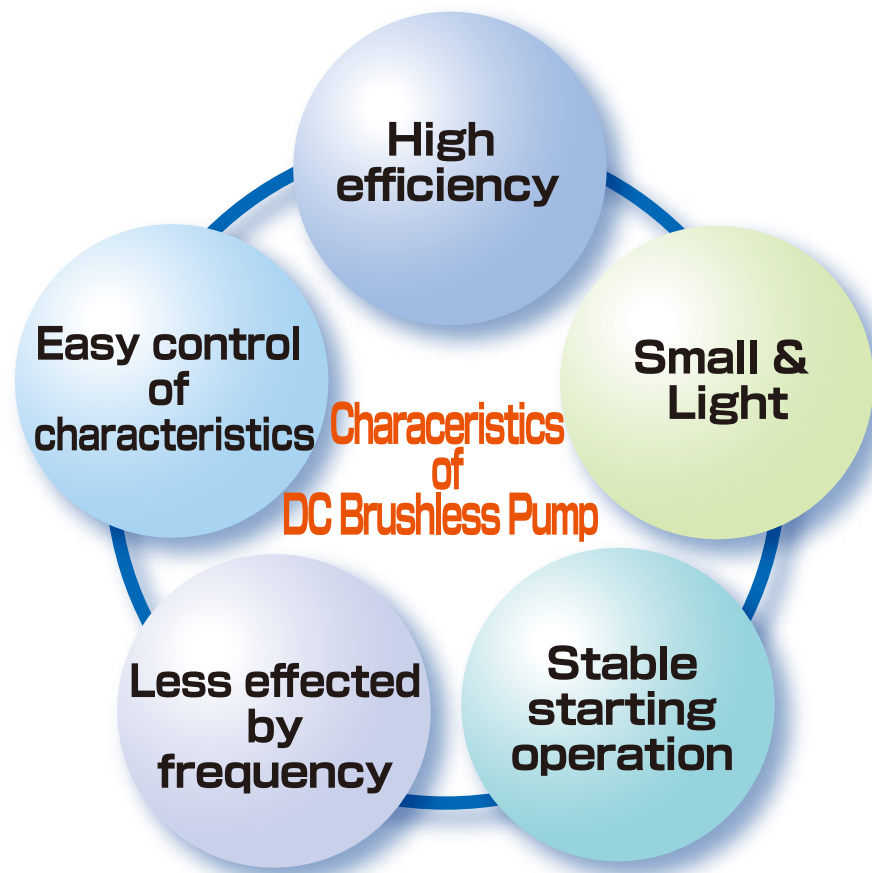 High
efficiency
Small &
Light
Stable
starting
operation
Less effected
by
frequency
Easy control
of
characteristics
Characeristics
of
DC Brushless Pump